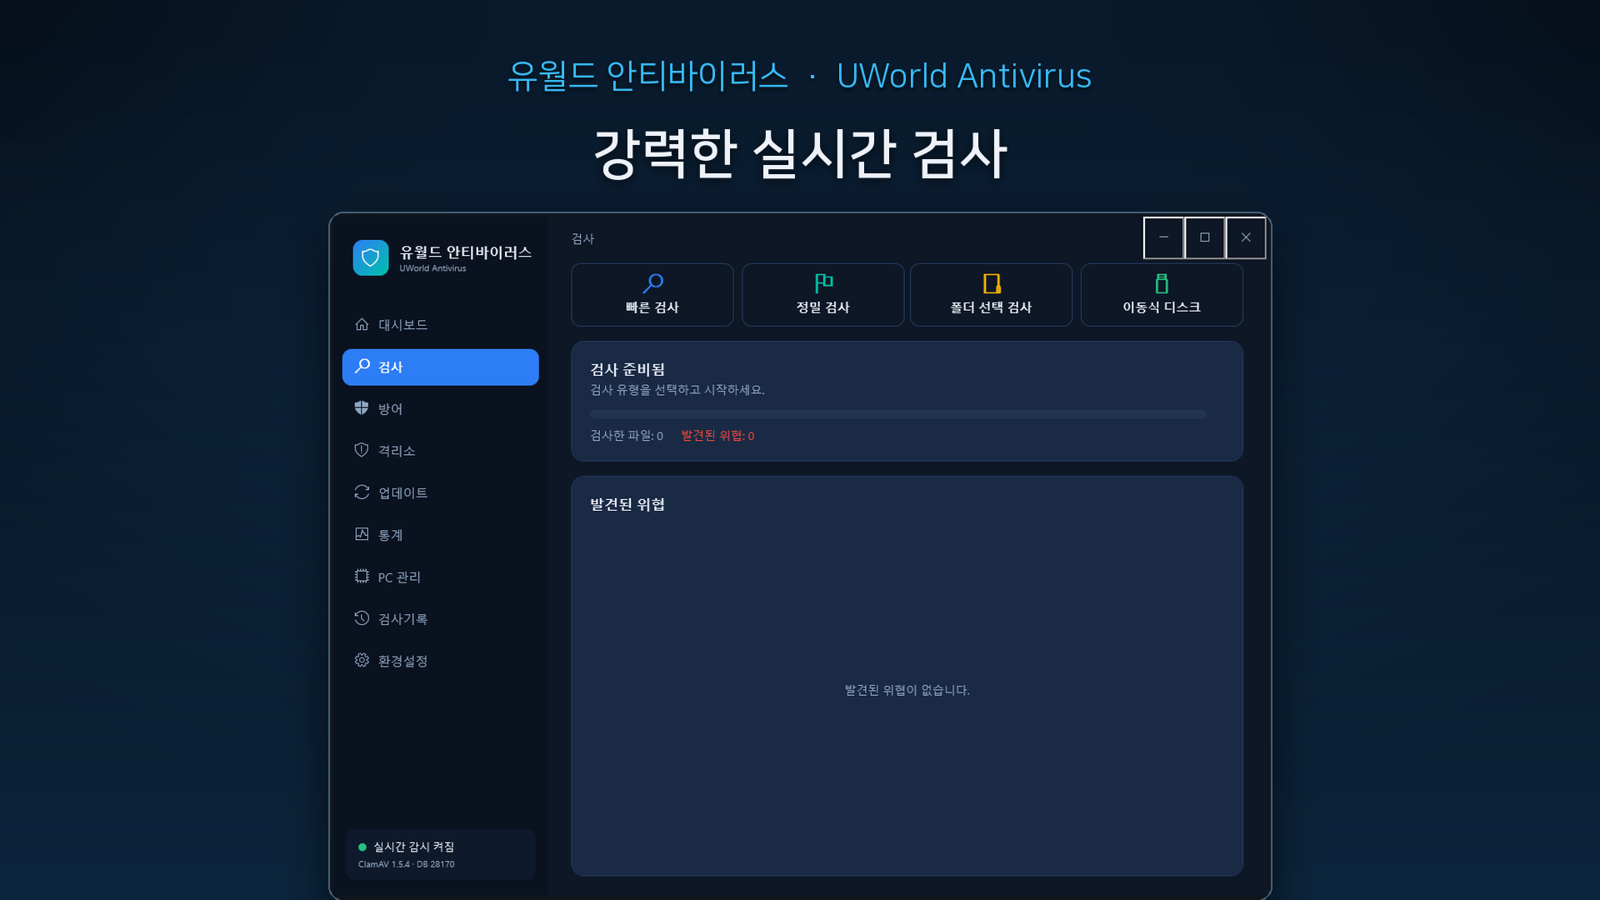 유월드 안티바이러스 · UWorld Antivirus
강력한 실시간 검사
유월드 안티바이러스
UWorld Antivirus
대시보드
검사
방어
격리소
업데이트
통계
PC 관리
검사기록
환경설정
실시간 감시 켜짐
ClamAV 1.5.4 · DB 28170
검사
빠른 검사
정밀 검사
폴더 선택 검사
이동식 디스크
검사 준비됨
검사 유형을 선택하고 시작하세요.
검사한 파일: 0 발견된 위협: 0
발견된 위협
발견된 위협이 없습니다.